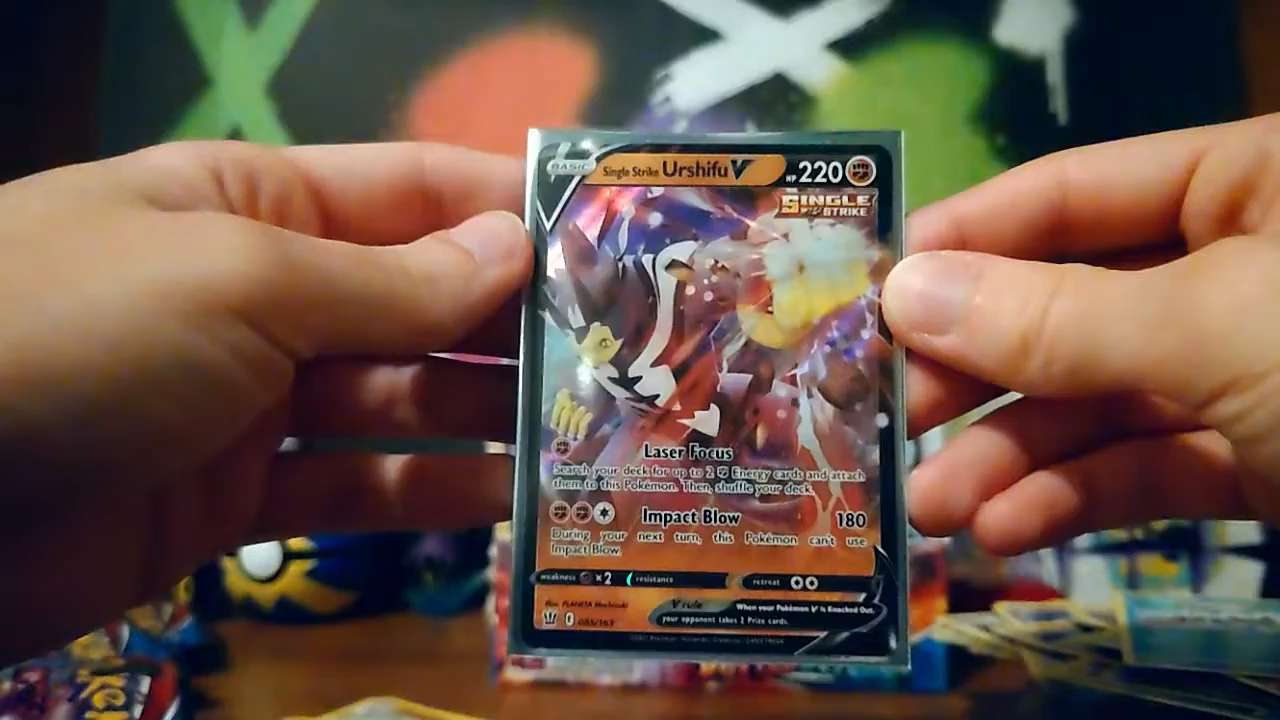 BASIC Single Strike Urshifu V HP 220
SINGLE
STRIKE
Laser Focus
Search your deck for up to 2 Energy cards and attach
them to this Pokémon. Then, shuffle your deck.
Impact Blow 180
During your next turn, this Pokémon can't use
Impact Blow.
weakness ×2 resistance retreat
Illus. PLANETA Mochizuki V rule When your Pokémon V is Knocked Out,
085/163 your opponent takes 2 Prize cards.